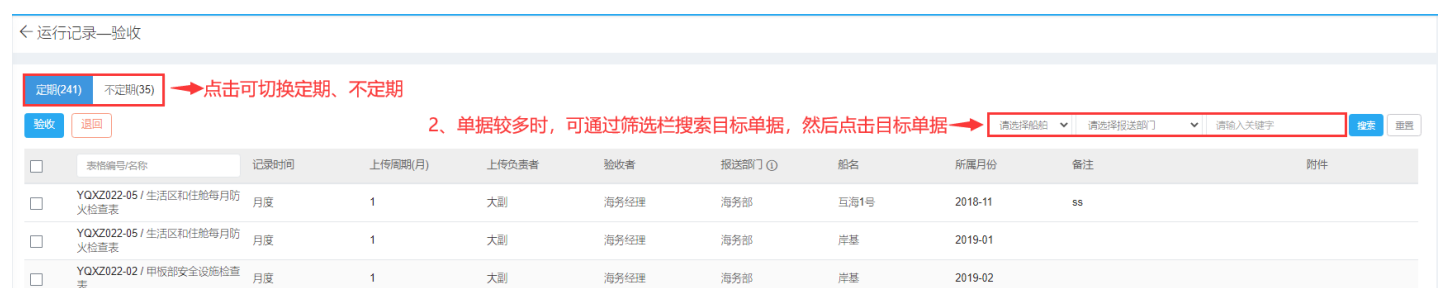 ← 运行记录—验收
定期(241) 不定期(35) 点击可切换定期、不定期
验收 退回 2、单据较多时，可通过筛选栏搜索目标单据，然后点击目标单据 请选择船舶 请选择报送部门 请输入关键字 搜索 重置
表格编号/名称 记录时间 上传周期(月) 上传负责者 验收者 报送部门 船名 所属月份 备注 附件
YQXZ022-05 / 生活区和住舱每月防
火检查表 月度 1 大副 海务经理 海务部 互海1号 2018-11 ss
YQXZ022-05 / 生活区和住舱每月防
火检查表 月度 1 大副 海务经理 海务部 岸基 2019-01
YQXZ022-02 / 甲板部安全设施检查
表 月度 1 大副 海务经理 海务部 岸基 2019-02